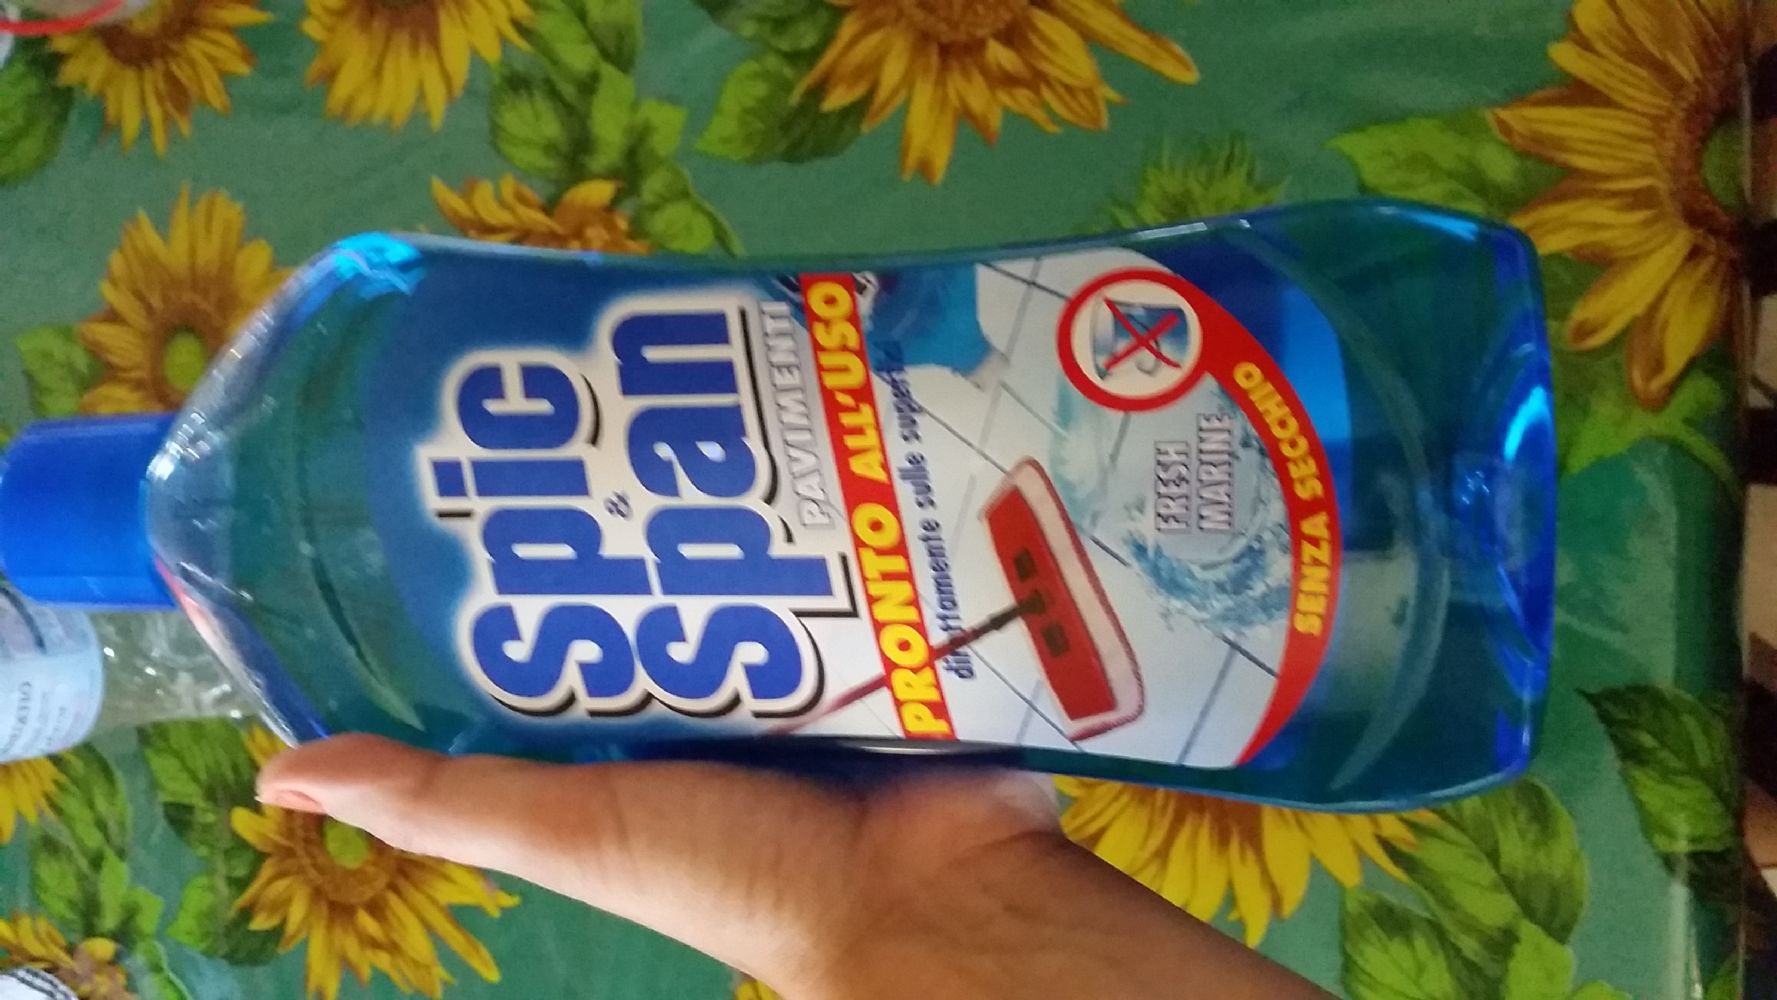 Spic
&
Span
PAVIMENTI
PRONTO ALL'USO
direttamente sulle superfici
FRESH
MARINE
SENZA SECCHIO